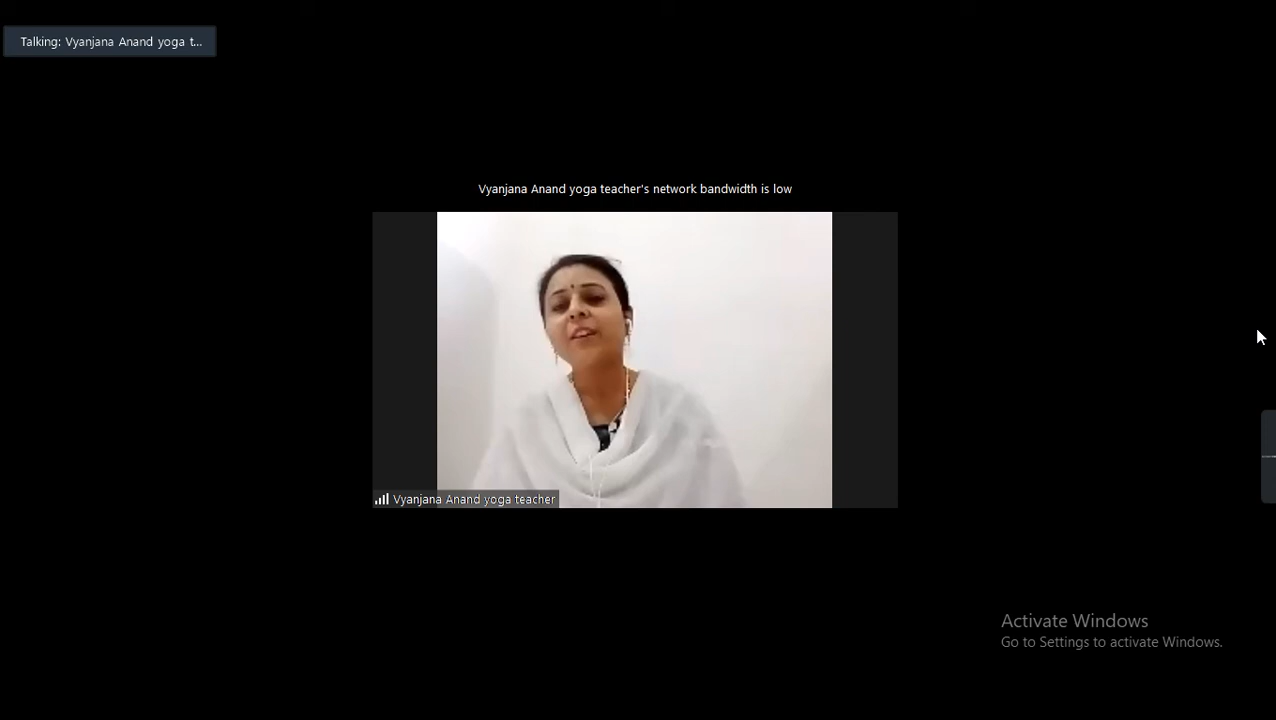 Talking: Vyanjana Anand yoga t...
Vyanjana Anand yoga teacher's network bandwidth is low
Vyanjana Anand yoga teacher
Activate Windows
Go to Settings to activate Windows.